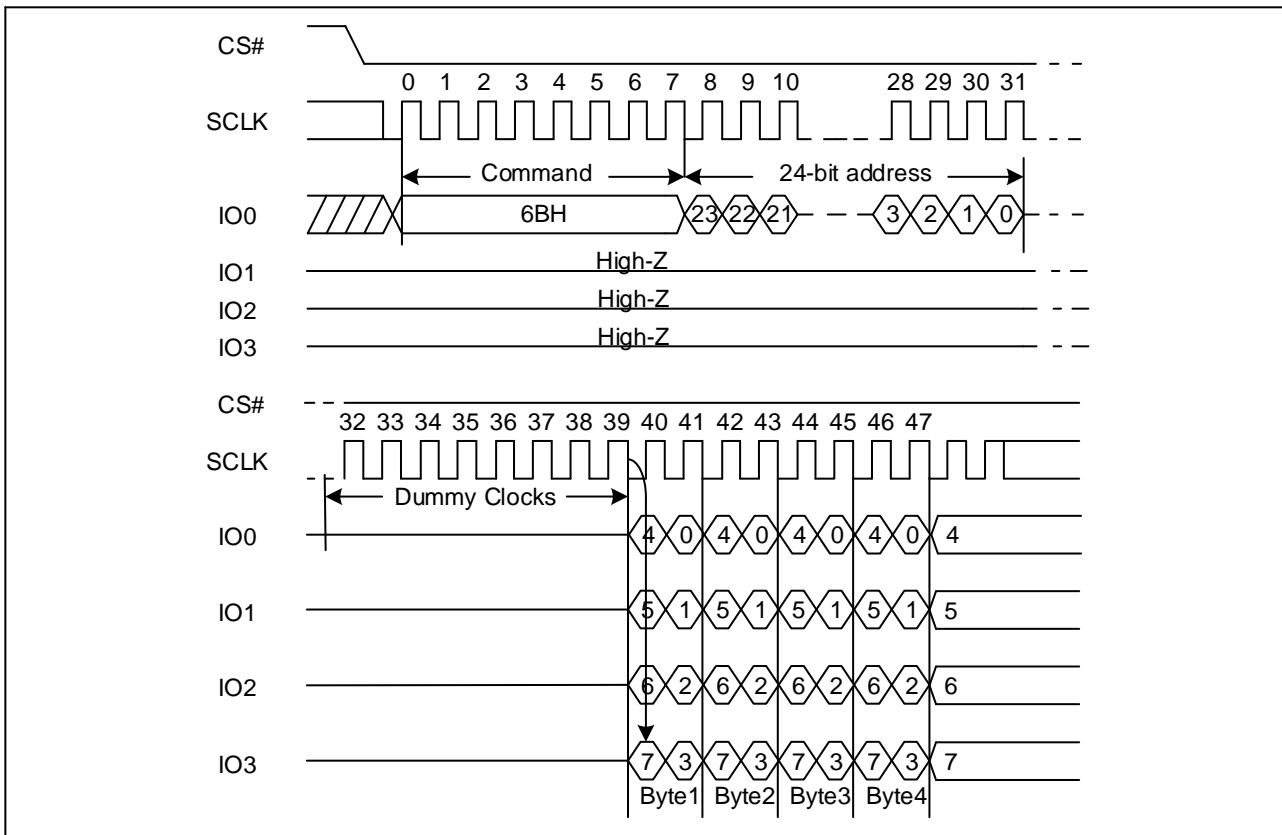 CS#
0 1 2 3 4 5 6 7 8 9 10 28 29 30 31
SCLK
Command 24-bit address
IO0 6BH 23 22 21 3 2 1 0
IO1 High-Z
IO2 High-Z
IO3 High-Z
CS#
32 33 34 35 36 37 38 39 40 41 42 43 44 45 46 47
SCLK
Dummy Clocks
IO0 4 0 4 0 4 0 4 0 4
IO1 5 1 5 1 5 1 5 1 5
IO2 6 2 6 2 6 2 6 2 6
IO3 7 3 7 3 7 3 7 3 7
Byte1 Byte2 Byte3 Byte4